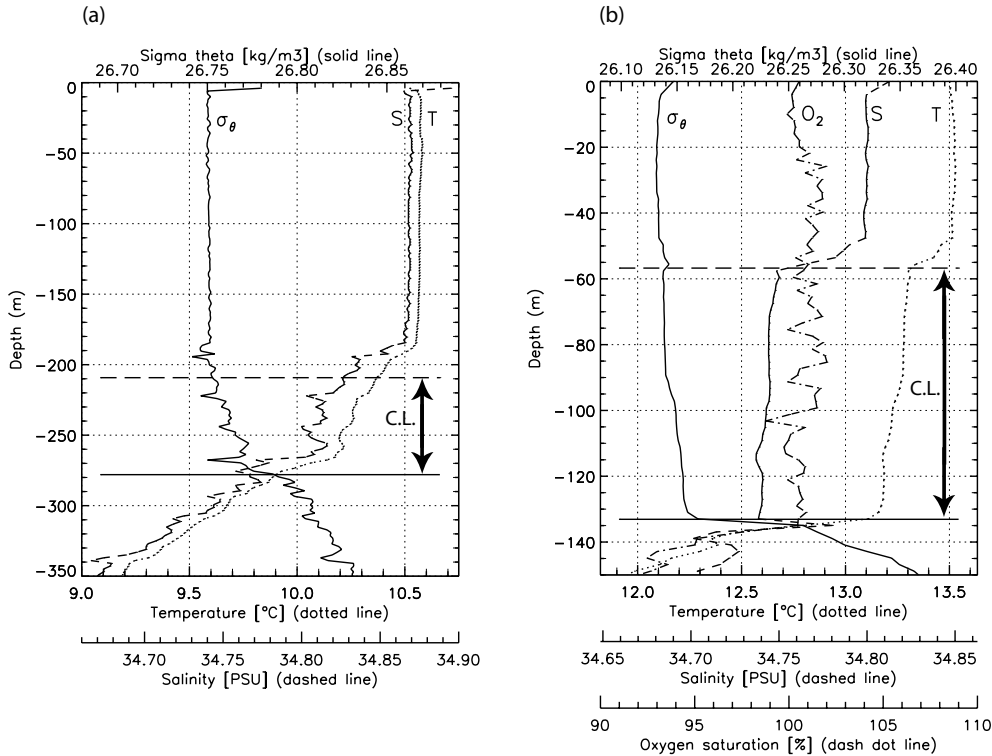 (a)
Sigma theta [kg/m3] (solid line)
26.70 26.75 26.80 26.85
0
-50
-100
-150
-200
-250
-300
-350
Depth (m)
σθ
S T
C.L.
9.0 9.5 10.0 10.5
Temperature [°C] (dotted line)
34.70 34.75 34.80 34.85 34.90
Salinity [PSU] (dashed line)
(b)
Sigma theta [kg/m3] (solid line)
26.10 26.15 26.20 26.25 26.30 26.35 26.40
0
-20
-40
-60
-80
-100
-120
-140
Depth (m)
σθ O2 S T
C.L.
12.0 12.5 13.0 13.5
Temperature [°C] (dotted line)
34.65 34.70 34.75 34.80 34.85
Salinity [PSU] (dashed line)
90 95 100 105 110
Oxygen saturation [%] (dash dot line)